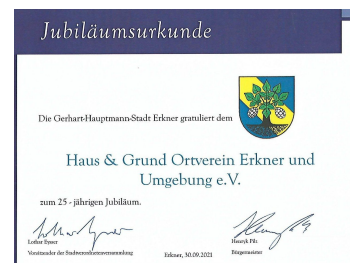 Jubiläumsurkunde
Die Gerhart-Hauptmann-Stadt Erkner gratuliert dem
Haus & Grund Ortverein Erkner und
Umgebung e.V.
zum 25 - jährigen Jubiläum.
Lothar Eysser
Vorsitzender der Stadtverordnetenversammlung
Erkner, 30.09.2021
Henryk Pilz
Bürgermeister